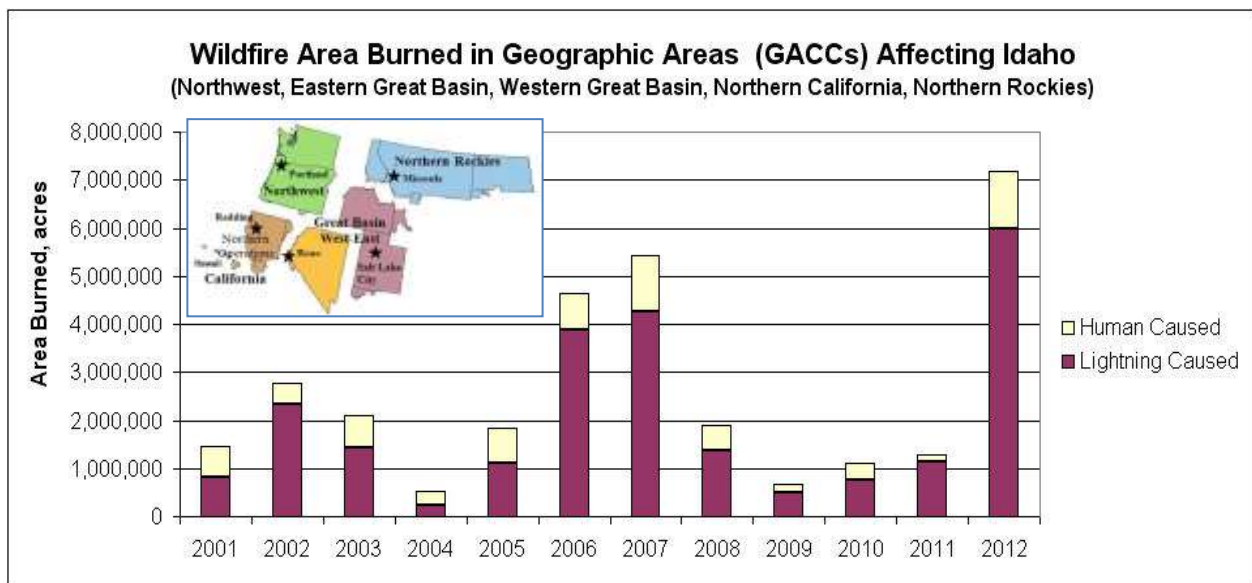 Wildfire Area Burned in Geographic Areas (GACCs) Affecting Idaho
(Northwest, Eastern Great Basin, Western Great Basin, Northern California, Northern Rockies)
Area Burned, acres
8,000,000
7,000,000
6,000,000
5,000,000
4,000,000
3,000,000
2,000,000
1,000,000
0
Northern Rockies
Missoula
Portland
Northwest
Redding
Northern
Operations
Hawaii
California
Reno
Great Basin
West-East
Salt Lake
City
Human Caused
Lightning Caused
2001 2002 2003 2004 2005 2006 2007 2008 2009 2010 2011 2012